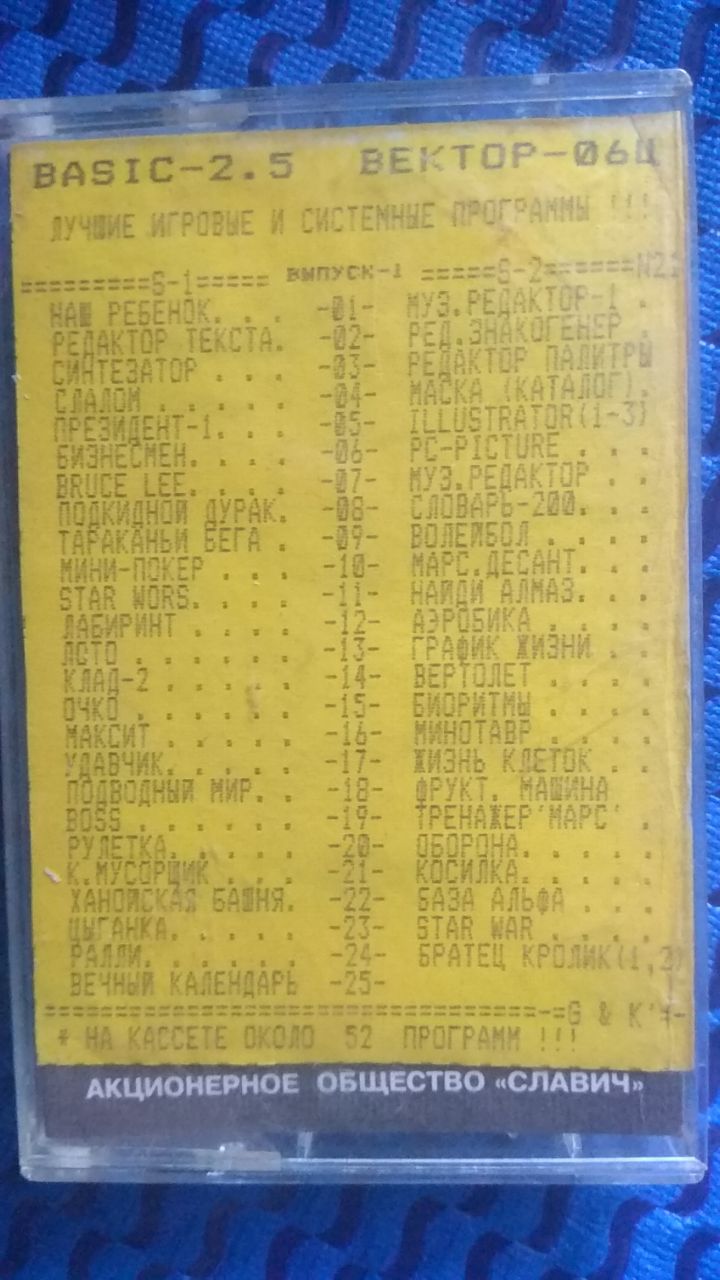 BASIC-2.5 ВЕКТОР-06Ц
ЛУЧШИЕ ИГРОВЫЕ И СИСТЕМНЫЕ ПРОГРАММЫ !!!
=========S-1===== ВЫПУСК-1 =====S-2======N21
НАШ РЕБЕНОК. . . -01- МУЗ.РЕДАКТОР-1 .
РЕДАКТОР ТЕКСТА. -02- РЕД.ЗНАКОГЕНЕР .
СИНТЕЗАТОР . . . -03- РЕДАКТОР ПАЛИТРЫ
СЛАЛОМ . . . . . -04- МАСКА (КАТАЛОГ).
ПРЕЗИДЕНТ-1. . . -05- ILLUSTRATOR(1-3)
БИЗНЕСМЕН. . . . -06- PC-PICTURE . . .
BRUCE LEE. . . . -07- МУЗ.РЕДАКТОР . .
ПОДКИДНОЙ ДУРАК. -08- СЛОВАРЬ-200. . .
ТАРАКАНЬИ БЕГА . -09- ВОЛЕЙБОЛ . . . .
МИНИ-ПОКЕР . . . -10- МАРС.ДЕСАНТ. . .
STAR WORS. . . . -11- НАЙДИ АЛМАЗ. . .
ЛАБИРИНТ . . . . -12- АЭРОБИКА . . . .
ЛСТО . . . . . . -13- ГРАФИК ЖИЗНИ . .
КЛАД-2 . . . . . -14- ВЕРТОЛЕТ . . . .
ОЧКО . . . . . . -15- БИОРИТМЫ . . . .
МАКСИТ . . . . . -16- МИНОТАВР . . . .
УДАВЧИК. . . . . -17- ЖИЗНЬ КЛЕТОК . .
ПОДВОДНЫЙ МИР. . -18- ФРУКТ. МАШИНА
BOSS . . . . . . -19- ТРЕНАЖЕР'МАРС' .
РУЛЕТКА. . . . . -20- ОБОРОНА. . . . .
К.МУСОРЩИК . . . -21- КОСИЛКА. . . . .
ХАНОЙСКАЯ БАШНЯ. -22- БАЗА АЛЬФА . . .
ЦЫГАНКА. . . . . -23- STAR WAR . . . .
РАЛЛИ. . . . . . -24- БРАТЕЦ КРОЛИК(1,2)
ВЕЧНЫЙ КАЛЕНДАРЬ -25-
===================================-=G & K'=-
* НА КАССЕТЕ ОКОЛО 52 ПРОГРАММ !!!
АКЦИОНЕРНОЕ ОБЩЕСТВО «СЛАВИЧ»